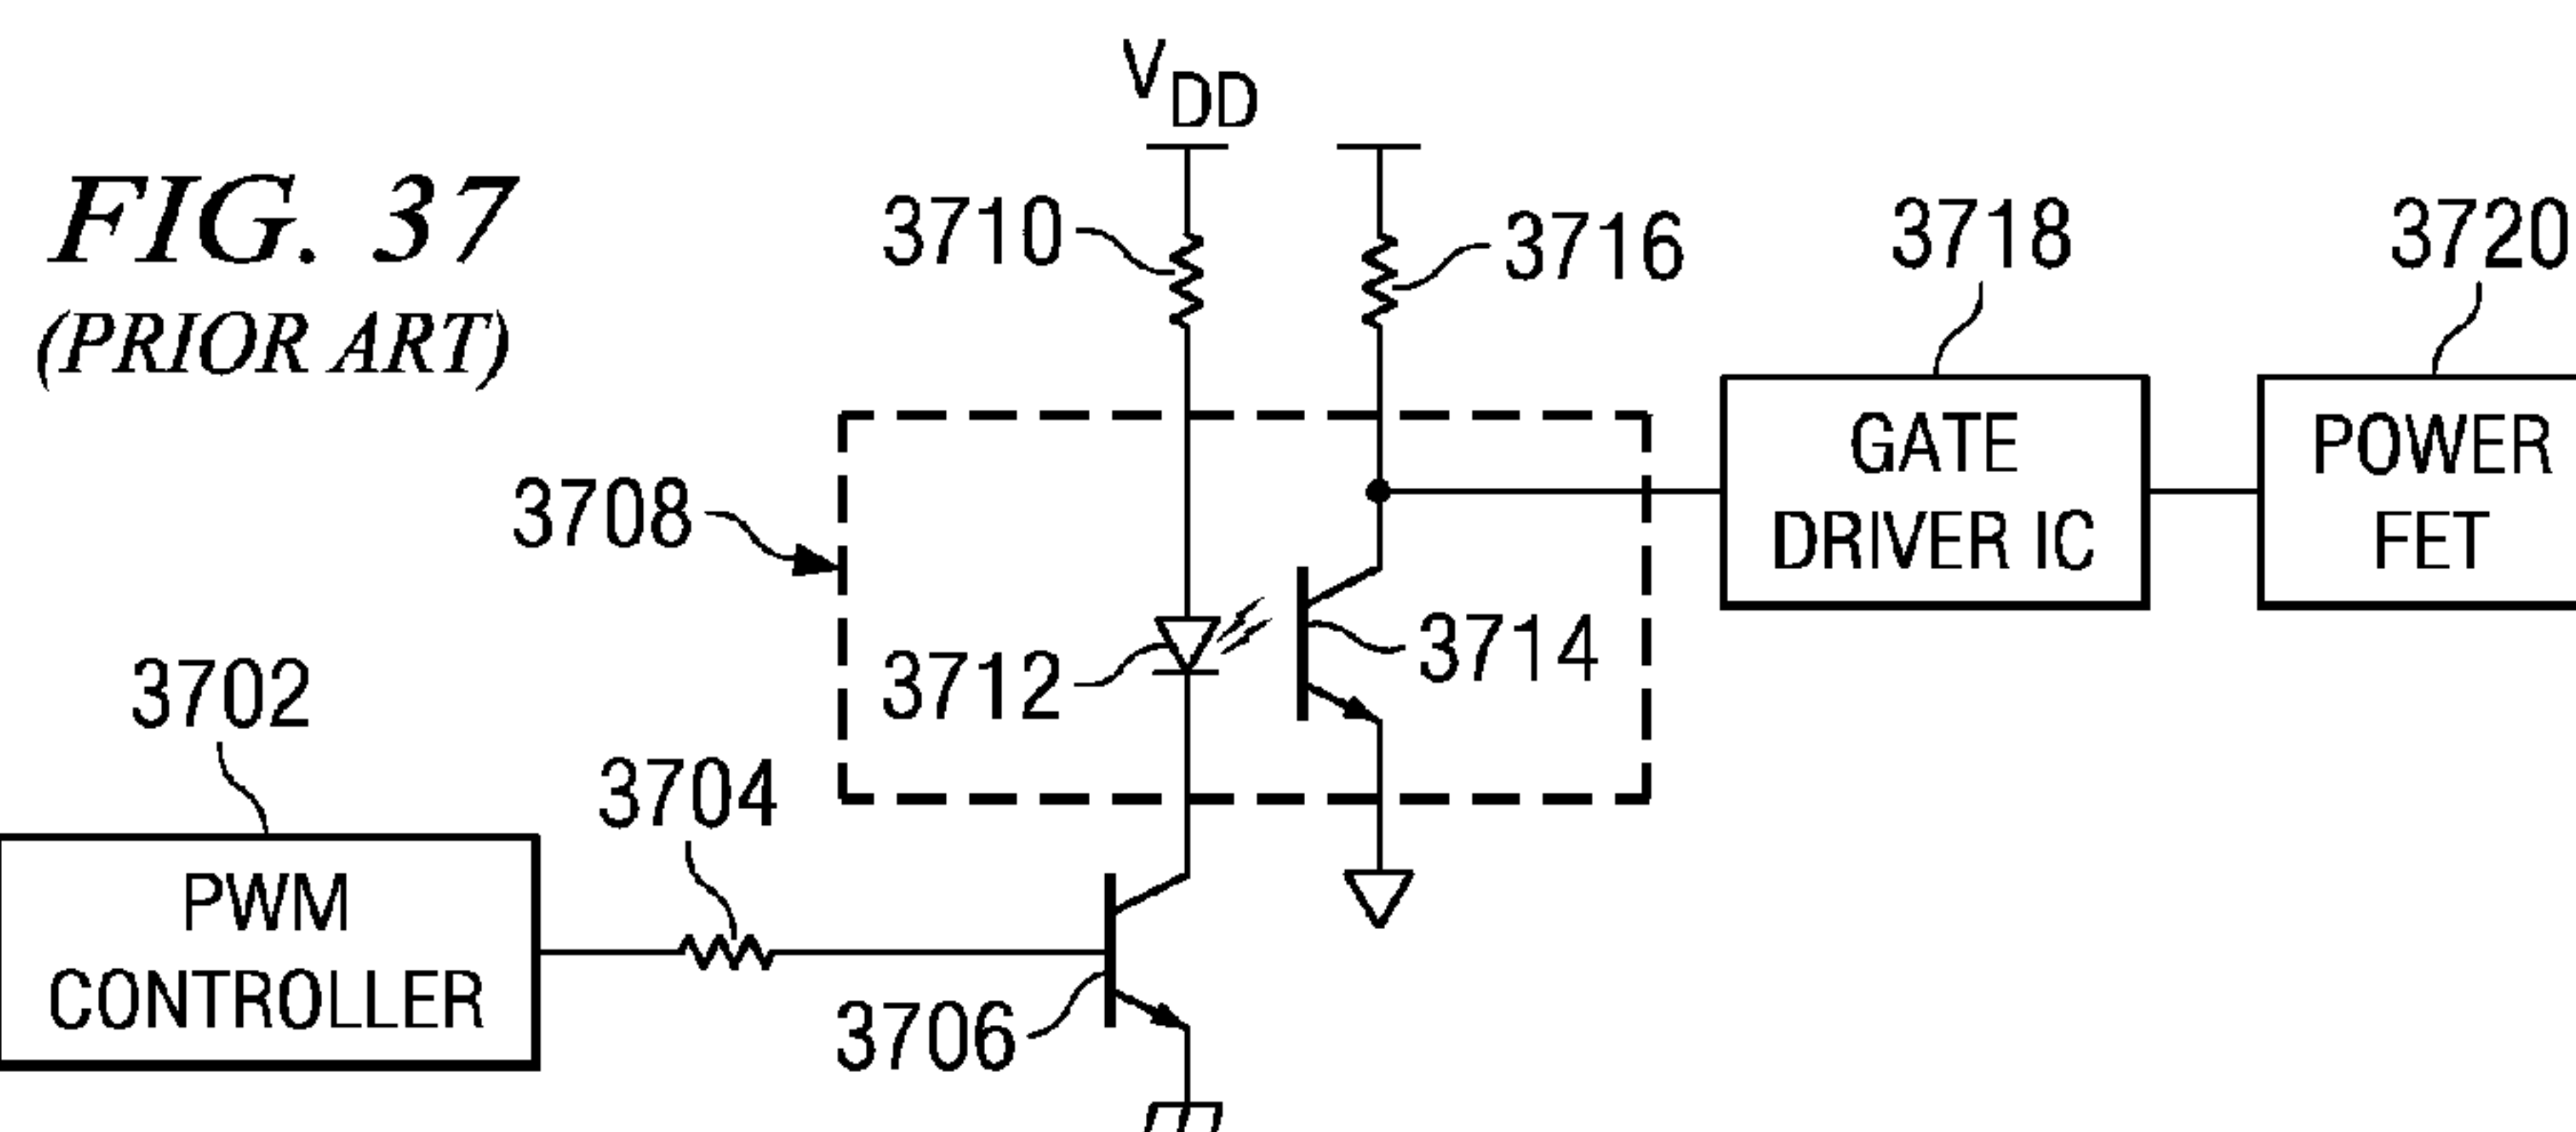 FIG. 37
(PRIOR ART)
V DD
3710
3716
3718
3720
GATE
DRIVER IC
POWER
FET
3708
3712
3714
3702
3704
PWM
CONTROLLER
3706